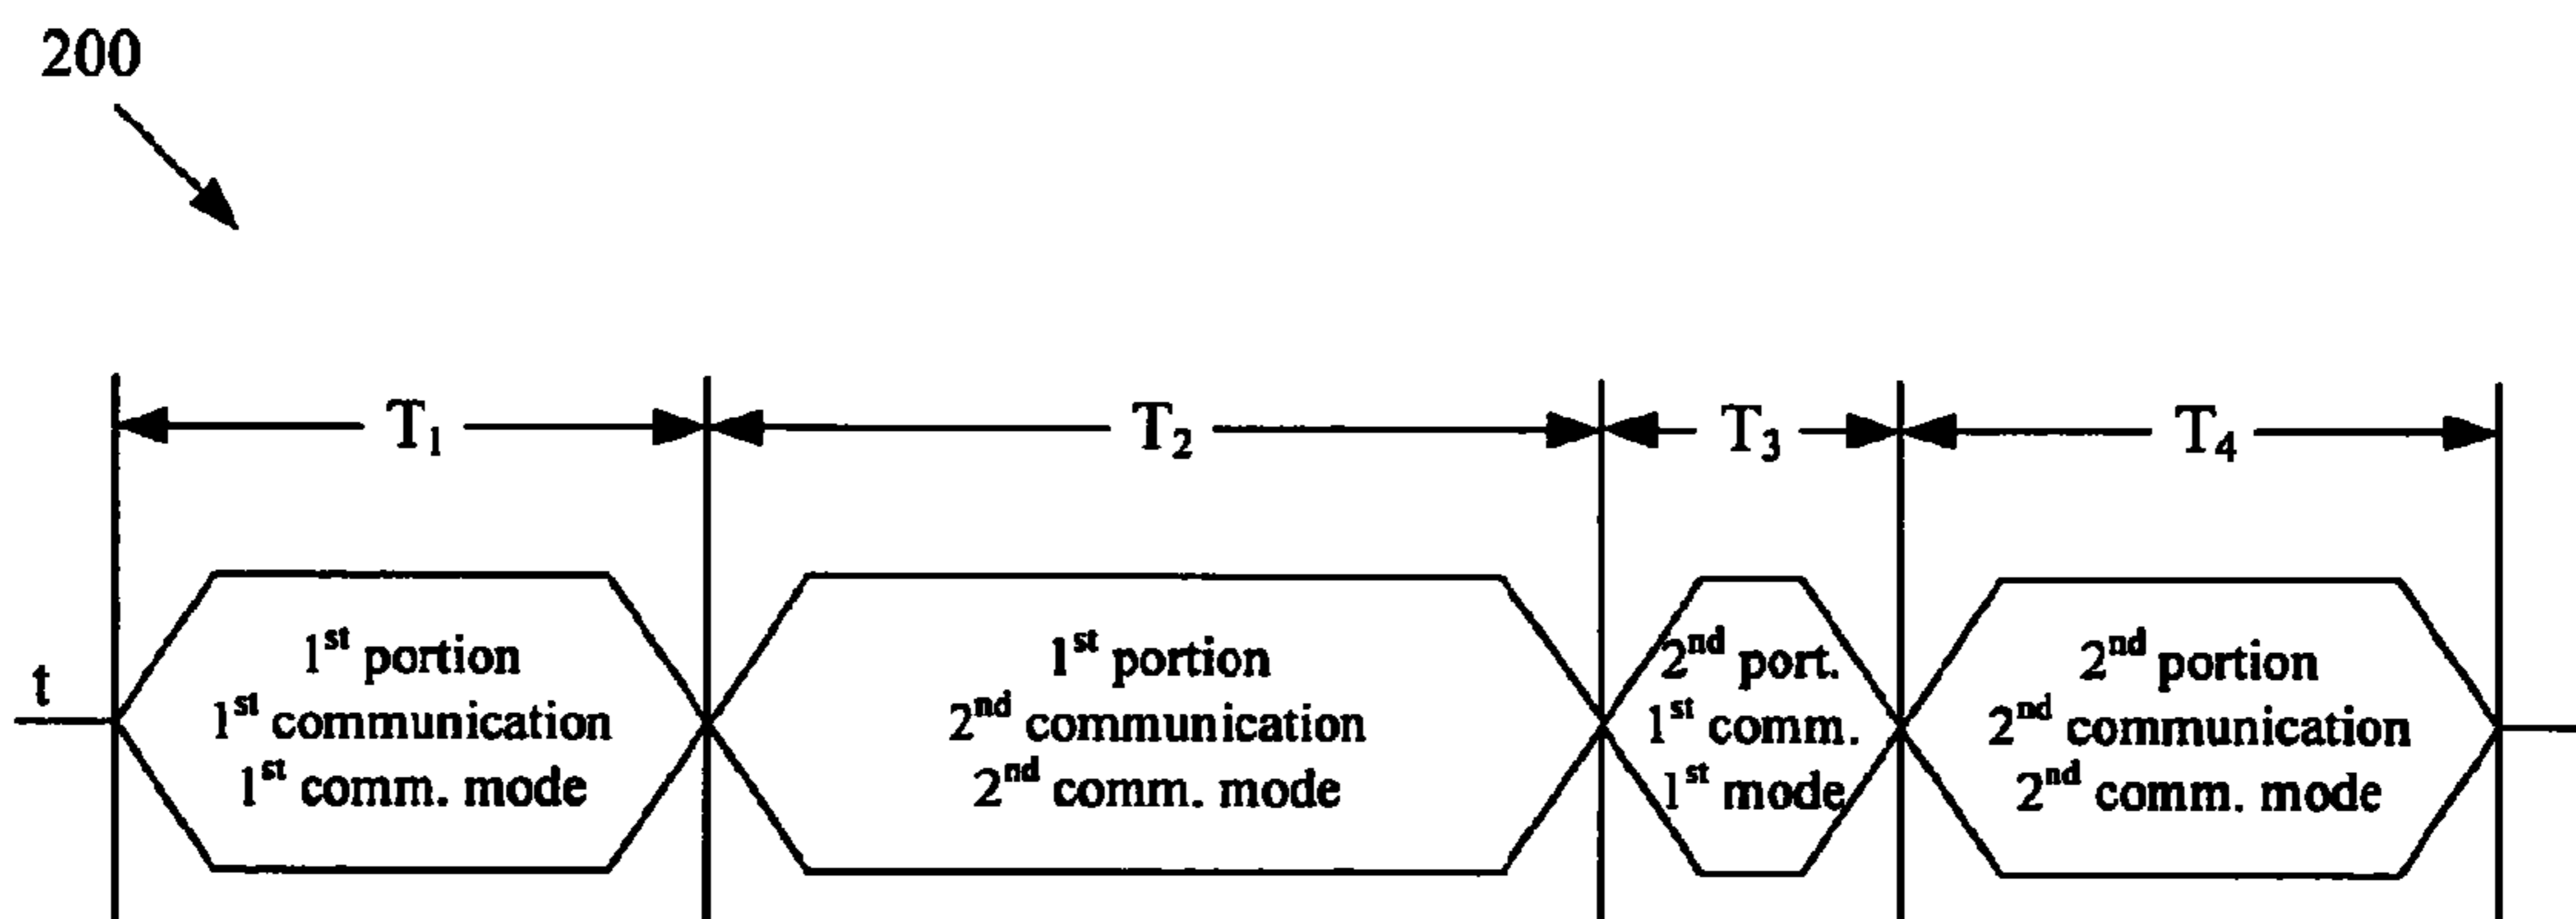 200
T₁ T₂ T₃ T₄
t
1ˢᵗ portion
1ˢᵗ communication
1ˢᵗ comm. mode
1ˢᵗ portion
2ⁿᵈ communication
2ⁿᵈ comm. mode
2ⁿᵈ port.
1ˢᵗ comm.
1ˢᵗ mode
2ⁿᵈ portion
2ⁿᵈ communication
2ⁿᵈ comm. mode